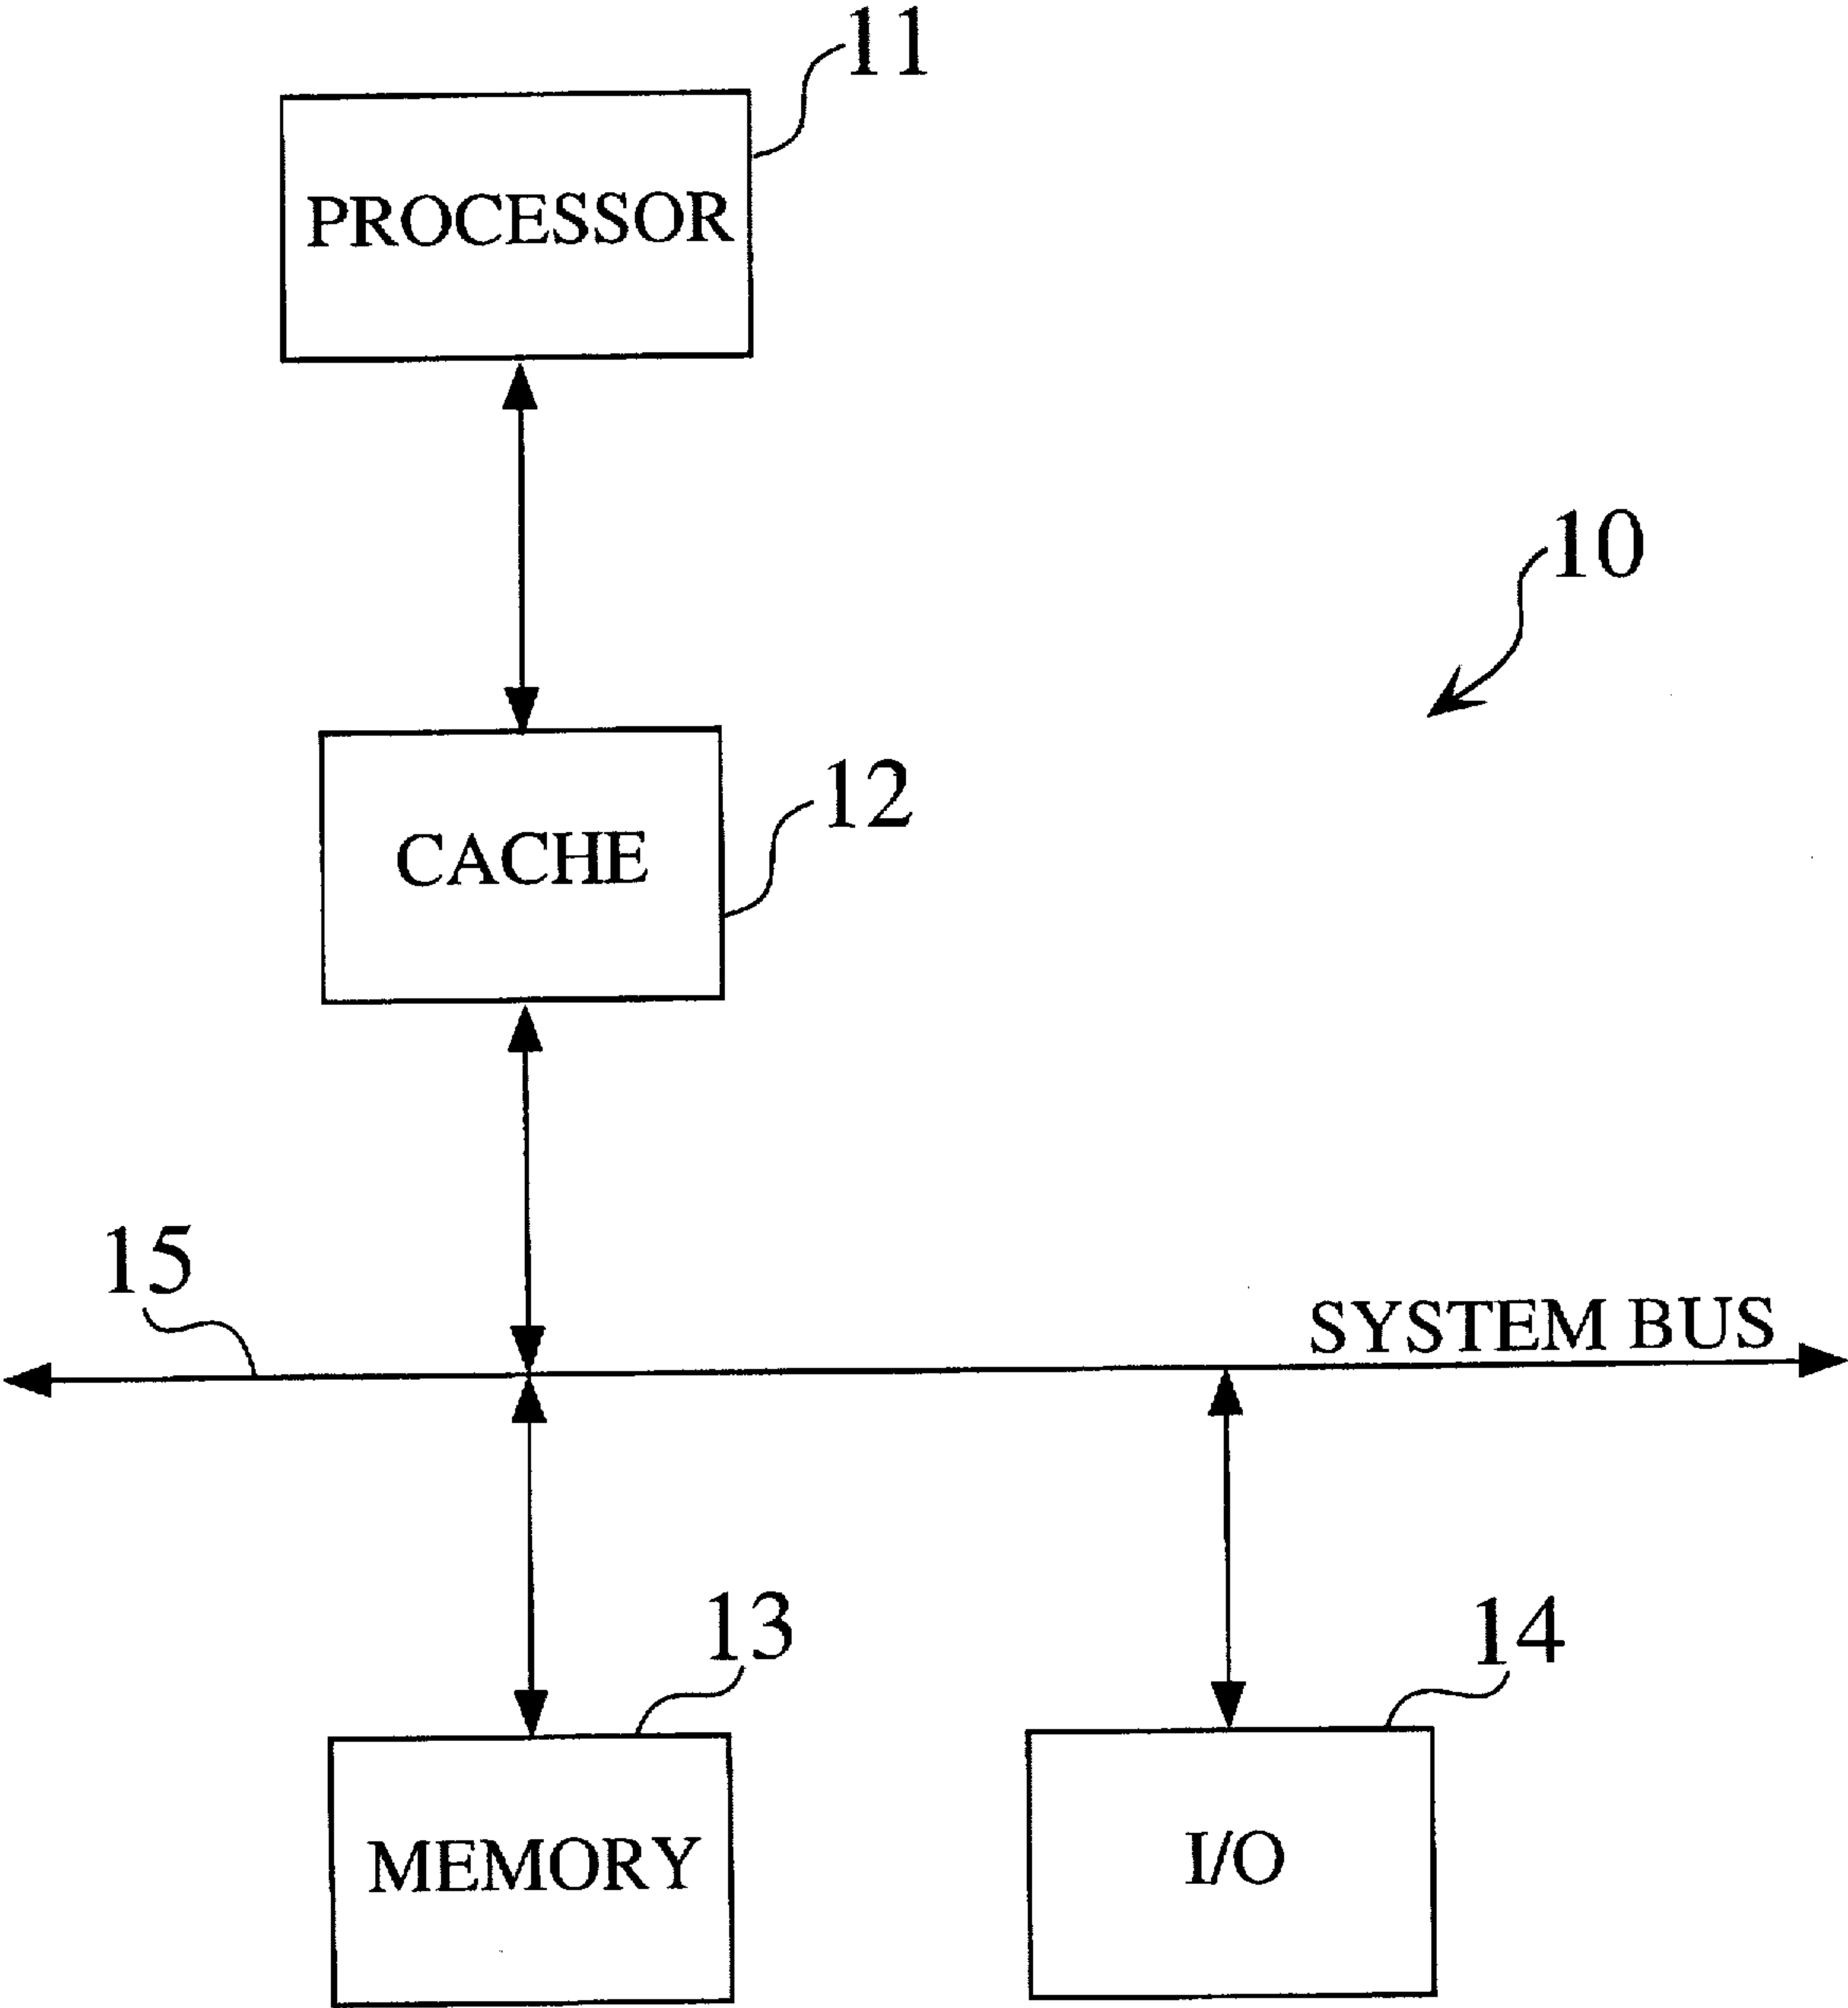 11
PROCESSOR
10
12
CACHE
15
SYSTEM BUS
13
14
MEMORY
I/O